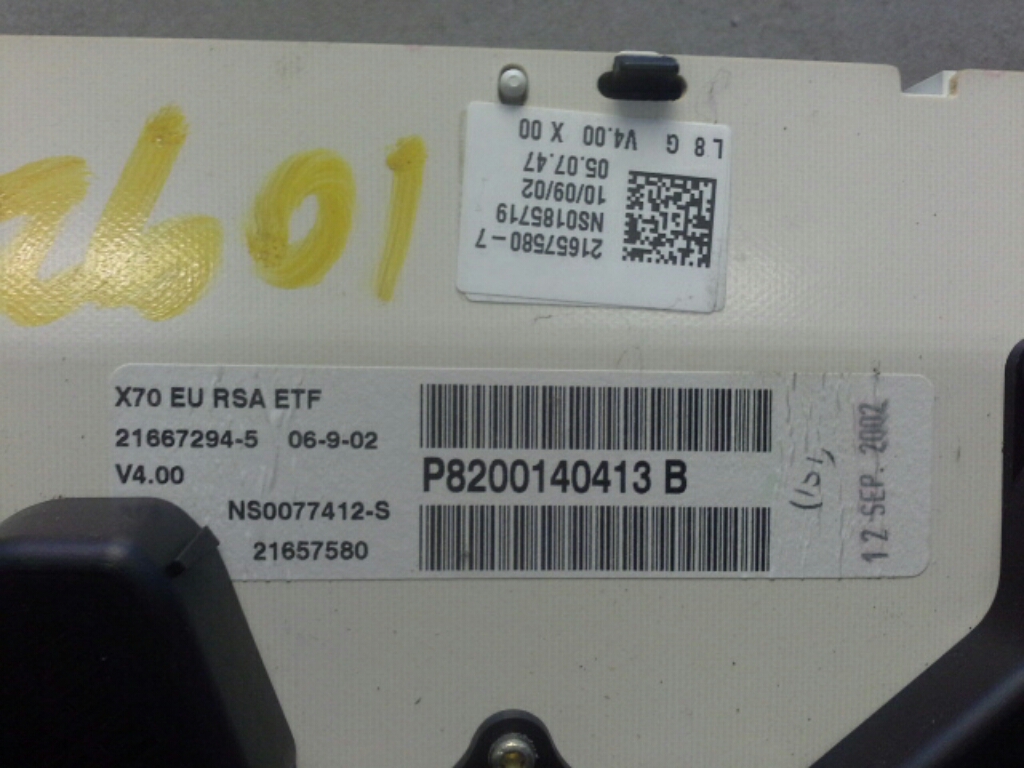 L 8 G V4.00 X 00
05.07.47
10/09/02
NS0185719
21657580-7
X70 EU RSA ETF
21667294-5 06-9-02
V4.00
NS0077412-S
21657580
P8200140413 B
12 SEP. 2002